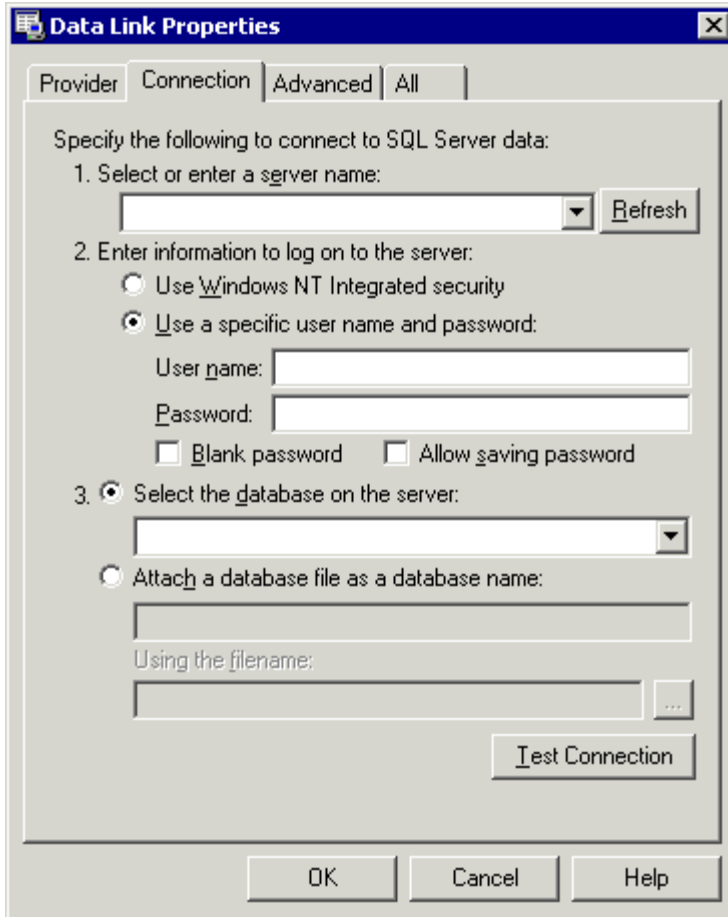 Data Link Properties
Provider Connection Advanced All
Specify the following to connect to SQL Server data:
1. Select or enter a server name:
Refresh
2. Enter information to log on to the server:
Use Windows NT Integrated security
Use a specific user name and password:
User name:
Password:
Blank password Allow saving password
3. Select the database on the server:
Attach a database file as a database name:
Using the filename:
...
Test Connection
OK Cancel Help